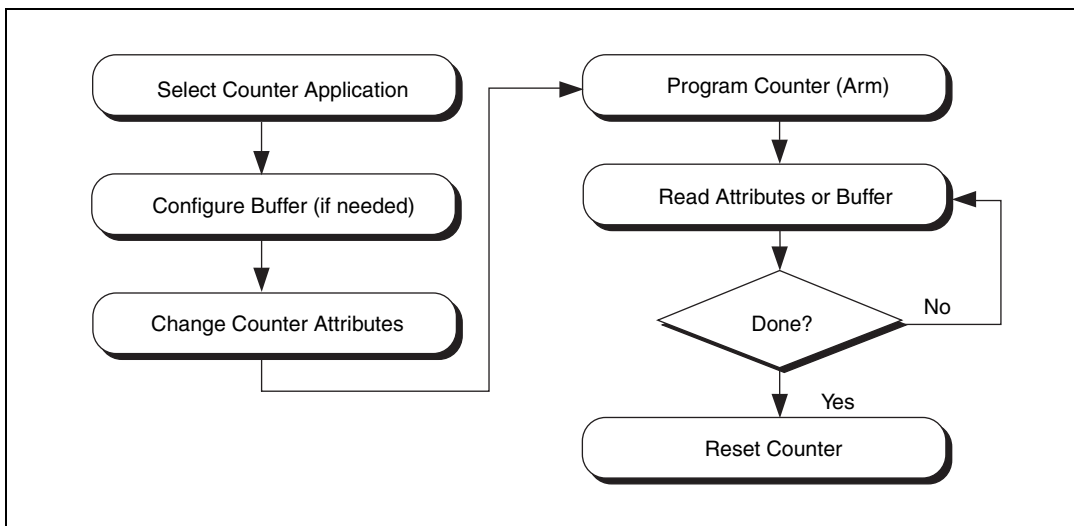 Select Counter Application
Configure Buffer (if needed)
Change Counter Attributes
Program Counter (Arm)
Read Attributes or Buffer
Done?
No
Yes
Reset Counter